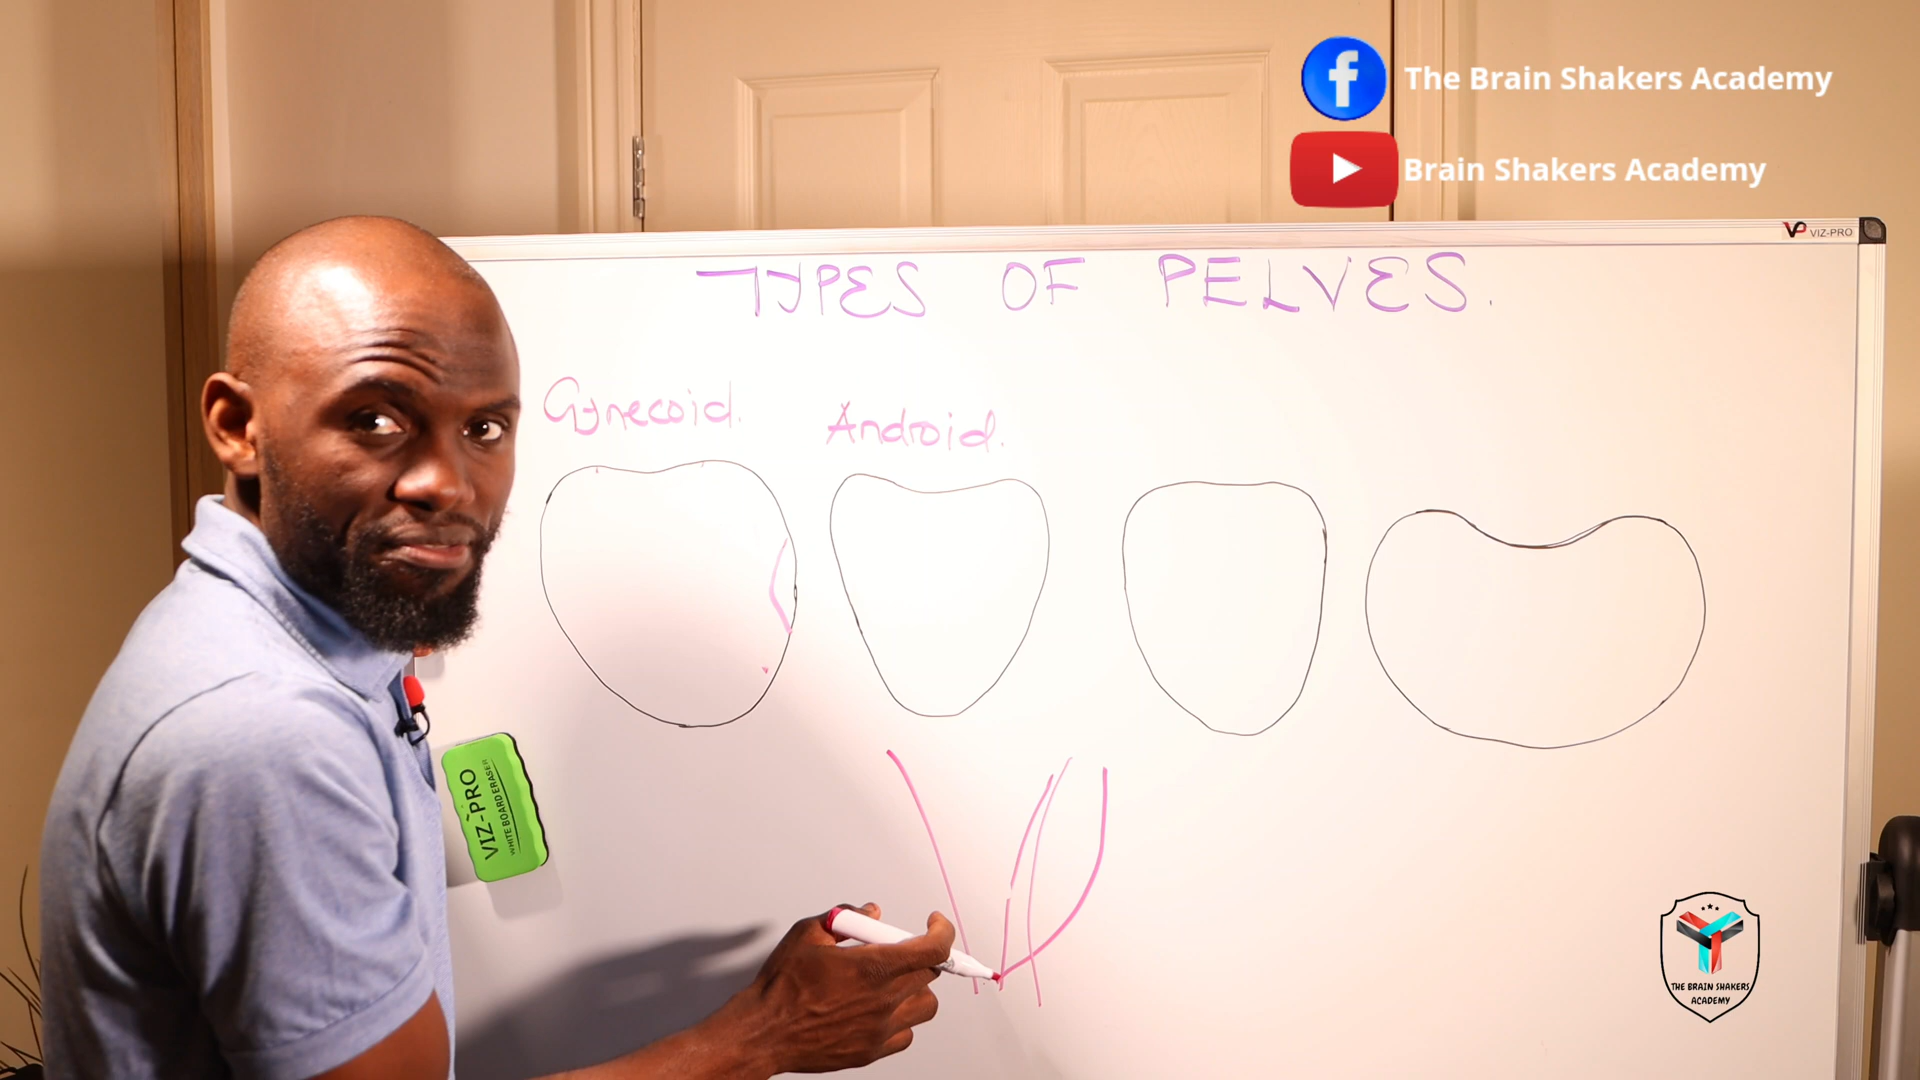 The Brain Shakers Academy
Brain Shakers Academy
VP VIZ-PRO
TYPES OF PELVES.
Gynecoid.
Android.
VIZ-PRO
WHITE BOARD ERASER
THE BRAIN SHAKERS
ACADEMY